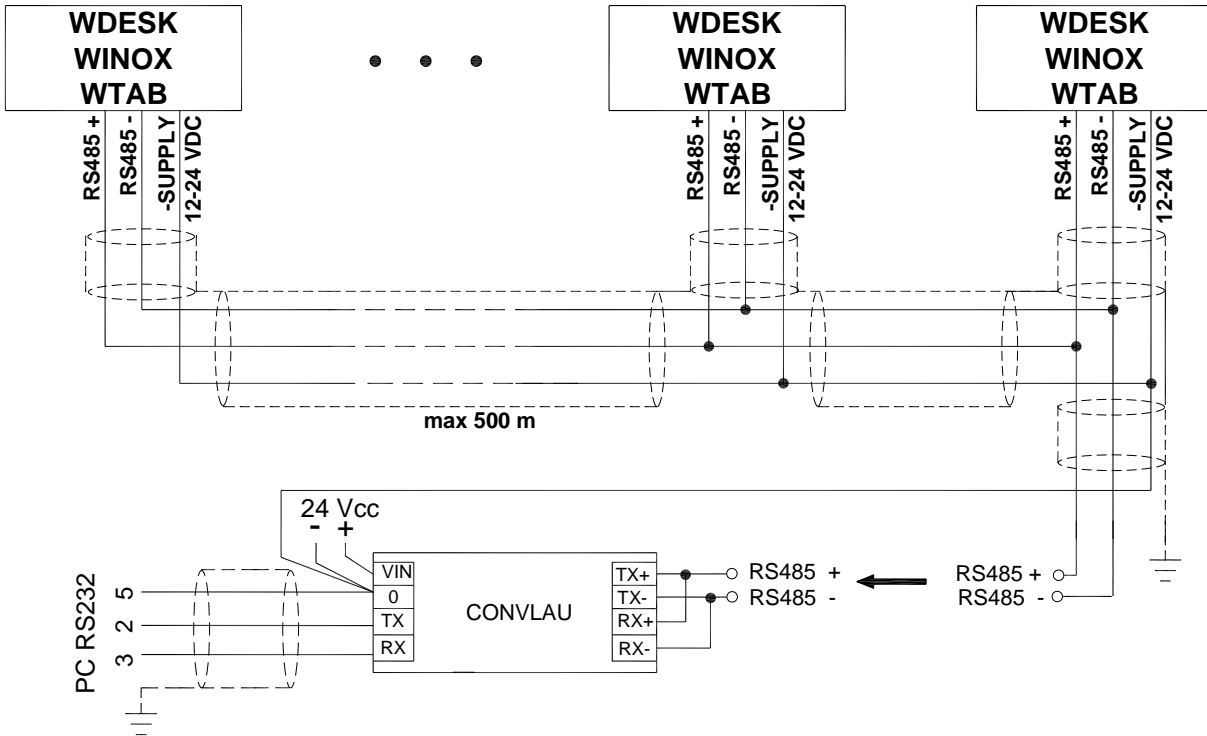 WDESK
WINOX
WTAB
WDESK
WINOX
WTAB
WDESK
WINOX
WTAB
RS485 +
RS485 -
-SUPPLY
12-24 VDC
RS485 +
RS485 -
-SUPPLY
12-24 VDC
RS485 +
RS485 -
-SUPPLY
12-24 VDC
max 500 m
24 Vcc
- +
PC RS232
5
2
3
VIN
0
TX
RX
CONVLAU
TX+
TX-
RX+
RX-
RS485 +
RS485 -
RS485 +
RS485 -